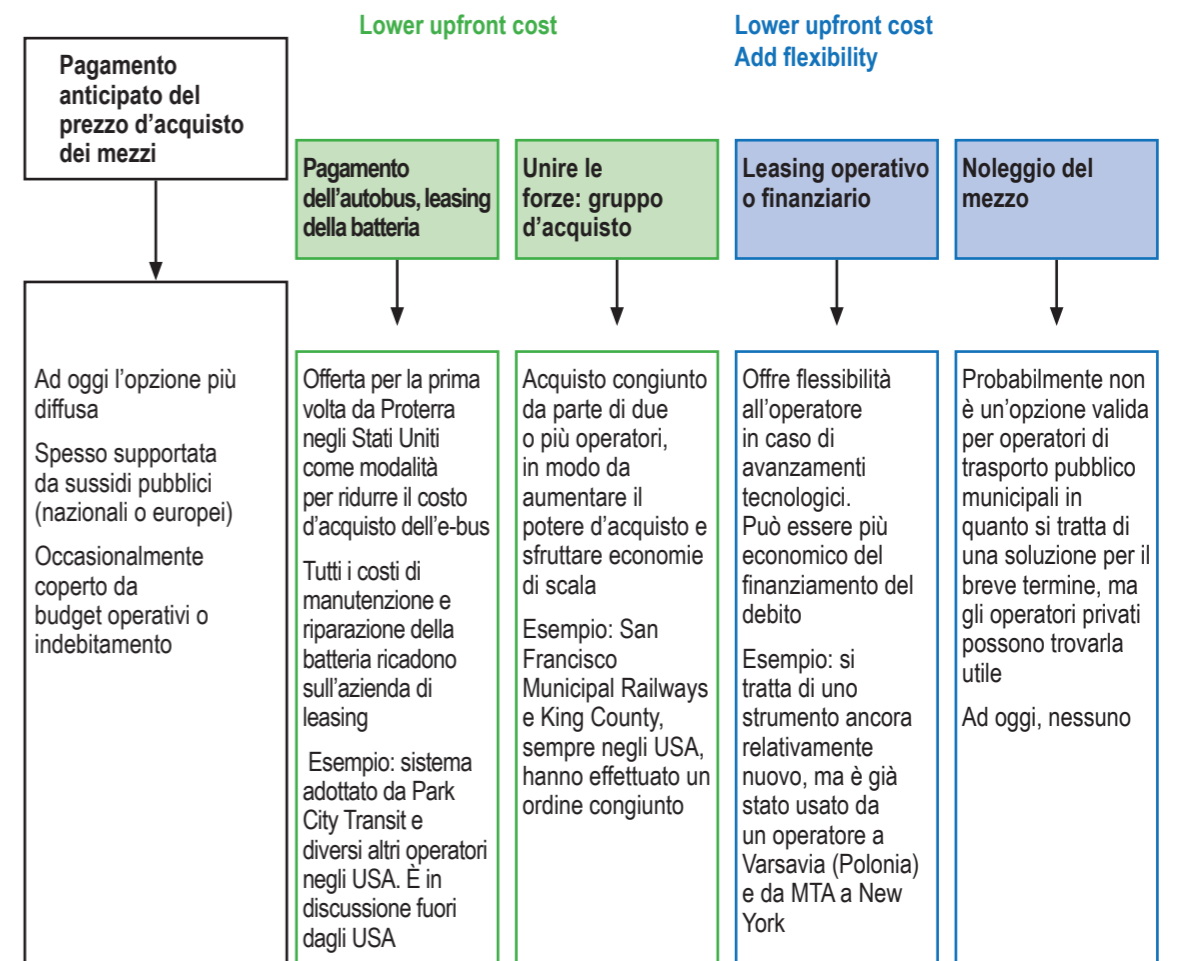 Lower upfront cost
Lower upfront cost
Add flexibility
Pagamento
anticipato del
prezzo d'acquisto
dei mezzi
Pagamento
dell'autobus, leasing
della batteria
Unire le
forze: gruppo
d'acquisto
Leasing operativo
o finanziario
Noleggio del
mezzo
Ad oggi l'opzione più
diffusa
Spesso supportata
da sussidi pubblici
(nazionali o europei)
Occasionalmente
coperto da
budget operativi o
indebitamento
Offerta per la prima
volta da Proterra
negli Stati Uniti
come modalità
per ridurre il costo
d'acquisto dell'e-bus
Tutti i costi di
manutenzione e
riparazione della
batteria ricadono
sull'azienda di
leasing
Esempio: sistema
adottato da Park
City Transit e
diversi altri operatori
negli USA. È in
discussione fuori
dagli USA
Acquisto congiunto
da parte di due
o più operatori,
in modo da
aumentare il
potere d'acquisto e
sfruttare economie
di scala
Esempio: San
Francisco
Municipal Railways
e King County,
sempre negli USA,
hanno effettuato un
ordine congiunto
Offre flessibilità
all'operatore
in caso di
avanzamenti
tecnologici.
Può essere più
economico del
finanziamento del
debito
Esempio: si
tratta di uno
strumento ancora
relativamente
nuovo, ma è già
stato usato da
un operatore a
Varsavia (Polonia)
e da MTA a New
York
Probabilmente non
è un'opzione valida
per operatori di
trasporto pubblico
municipali in
quanto si tratta di
una soluzione per il
breve termine, ma
gli operatori privati
possono trovarla
utile
Ad oggi, nessuno